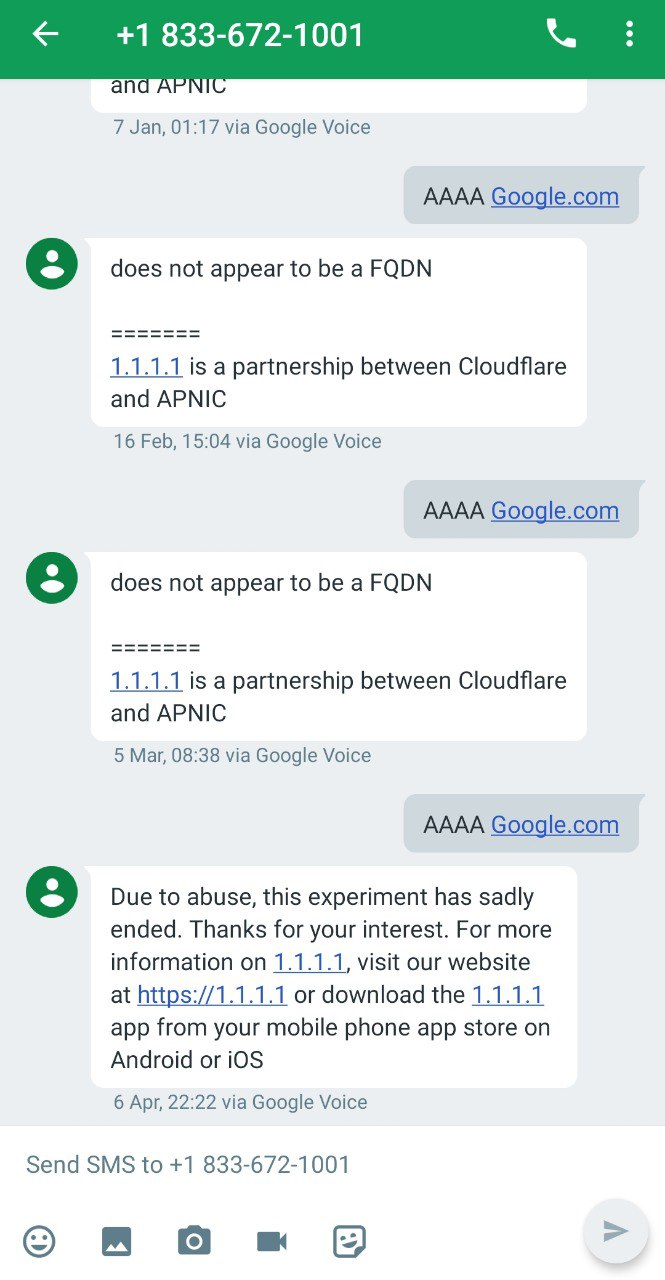 +1 833-672-1001
and APNIC
7 Jan, 01:17 via Google Voice
AAAA Google.com
does not appear to be a FQDN
=======
1.1.1.1 is a partnership between Cloudflare
and APNIC
16 Feb, 15:04 via Google Voice
AAAA Google.com
does not appear to be a FQDN
=======
1.1.1.1 is a partnership between Cloudflare
and APNIC
5 Mar, 08:38 via Google Voice
AAAA Google.com
Due to abuse, this experiment has sadly
ended. Thanks for your interest. For more
information on 1.1.1.1, visit our website
at https://1.1.1.1 or download the 1.1.1.1
app from your mobile phone app store on
Android or iOS
6 Apr, 22:22 via Google Voice
Send SMS to +1 833-672-1001